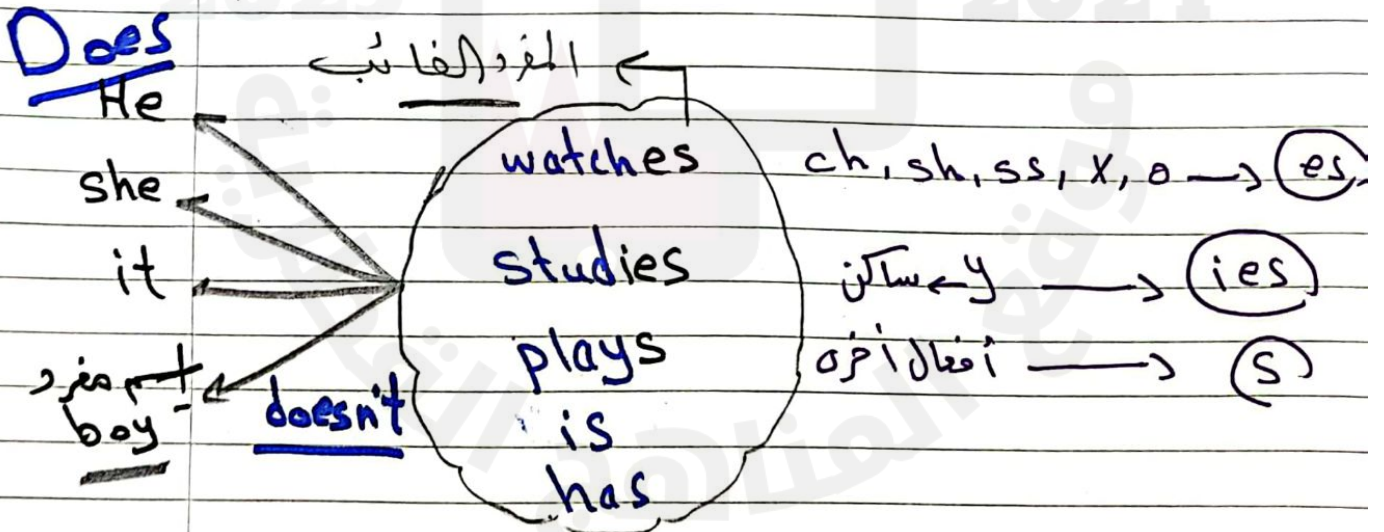 Does
المفرد الغائب
He
she
it
اسم مفرد
boy
doesn't
watches
studies
plays
is
has
ch, sh, ss, x, o → es
y ← ساكن → ies
أفعال أخرى → s